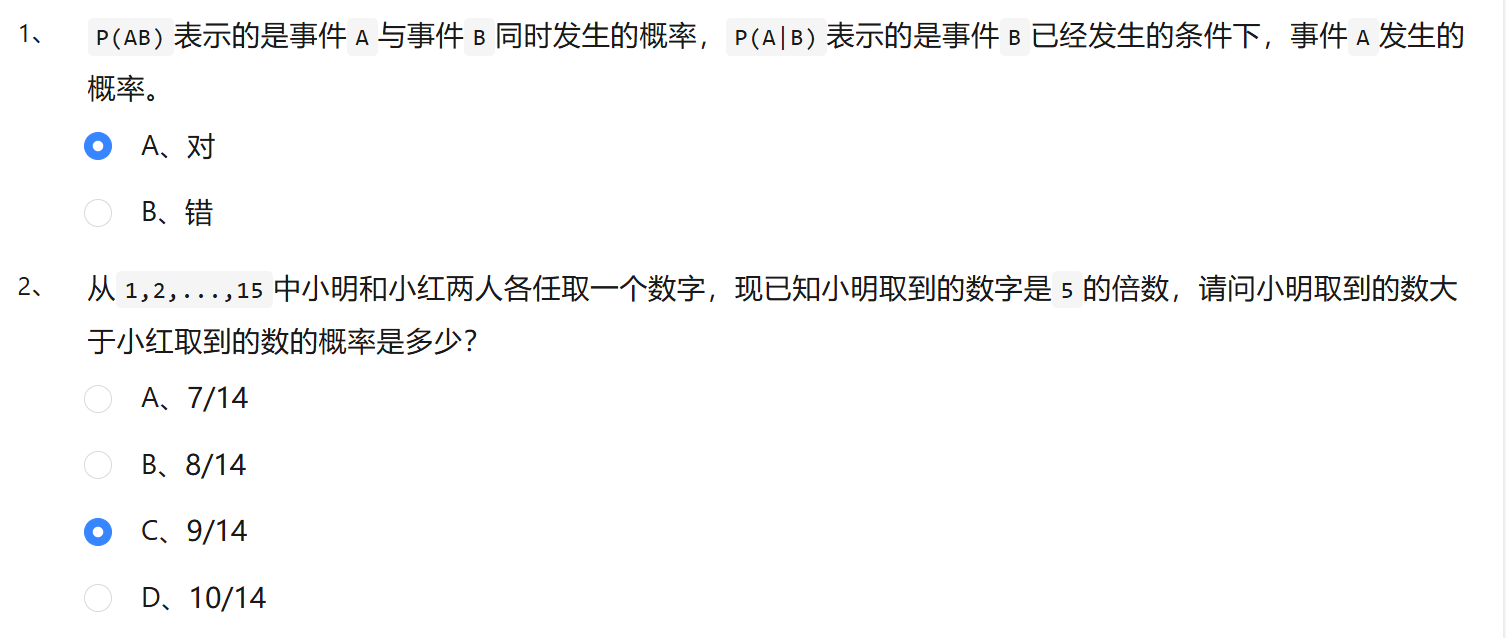 1、 P(AB)表示的是事件 A 与事件 B 同时发生的概率，P(A|B)表示的是事件 B 已经发生的条件下，事件 A 发生的
概率。
A、对
B、错
2、 从 1,2,...,15 中小明和小红两人各任取一个数字，现已知小明取到的数字是 5 的倍数，请问小明取到的数大
于小红取到的数的概率是多少？
A、7/14
B、8/14
C、9/14
D、10/14